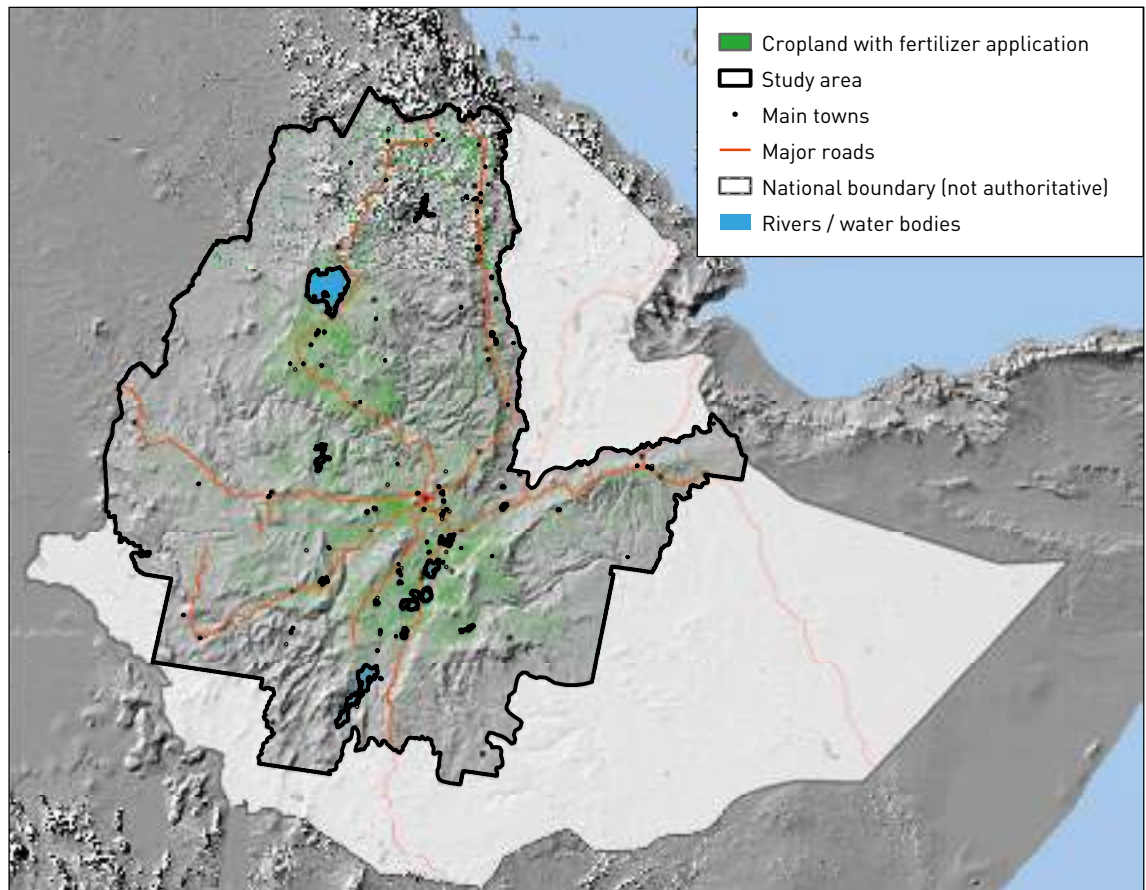 Cropland with fertilizer application
Study area
Main towns
Major roads
National boundary (not authoritative)
Rivers / water bodies